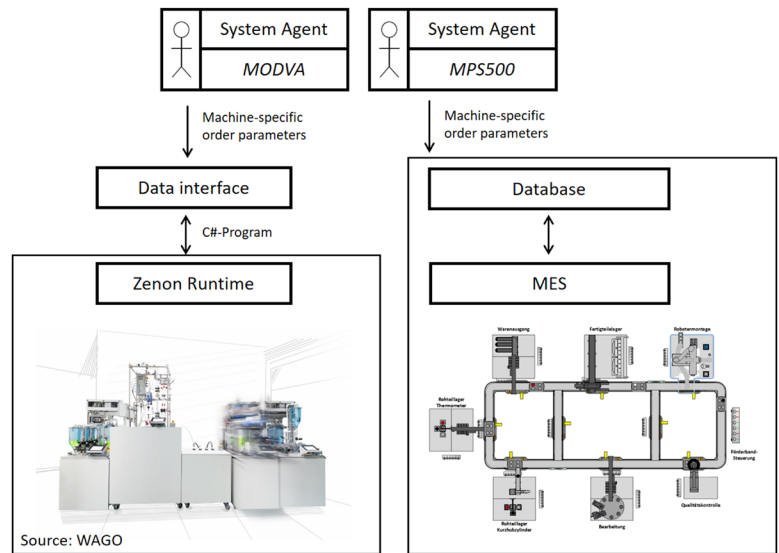 System Agent
MODVA
System Agent
MPS500
Machine-specific
order parameters
Machine-specific
order parameters
Data interface
Database
C#-Program
Zenon Runtime
MES
Warenausgang
Fertigteilelager
Robotermontage
Rohteillager
Thermometer
Förderband-
Steuerung
Rohteillager
Kurzhubzylinder
Bearbeitung
Qualitätskontrolle
Source: WAGO